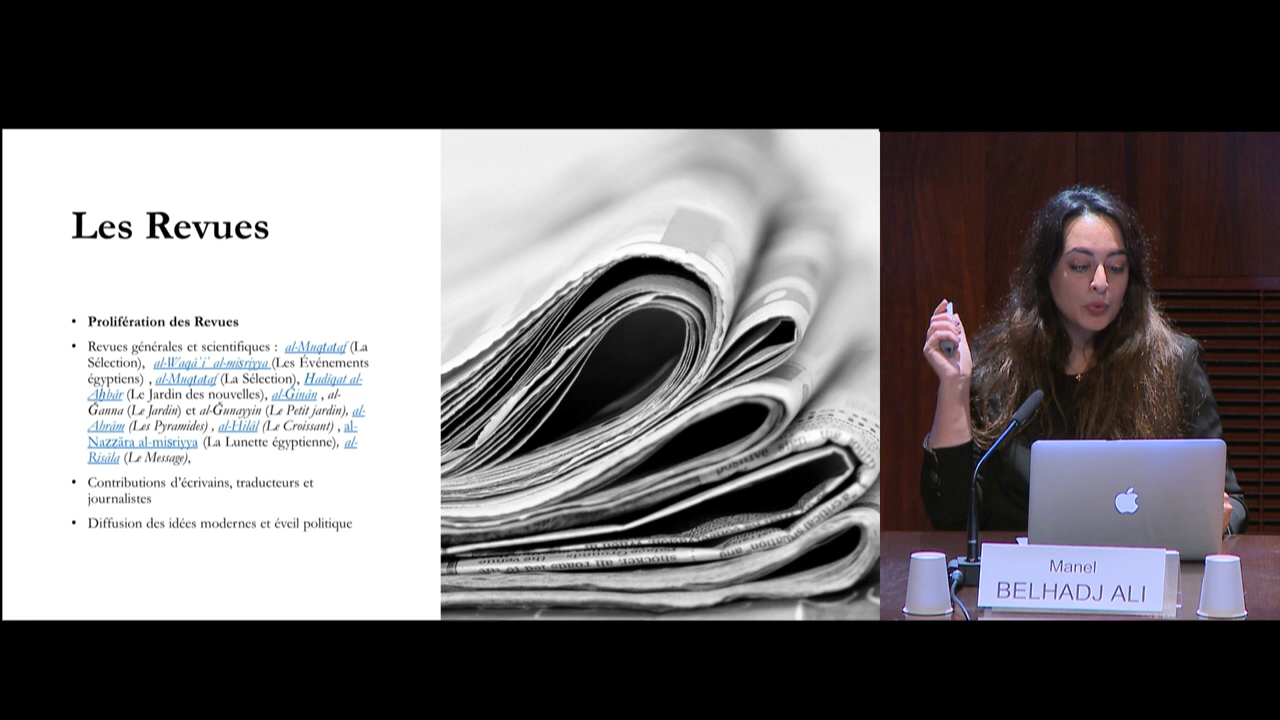 Les Revues
• Prolifération des Revues
• Revues générales et scientifiques : al-Muqtataf (La
Sélection), al-Waqā'i' al-misriyya (Les Événements
égyptiens) , al-Muqtataf (La Sélection), Hadīqat al-
Aḫbār (Le Jardin des nouvelles), al-Ǧinān , al-
Ǧanna (Le Jardin) et al-Ǧunayyin (Le Petit jardin), al-
Ahrām (Les Pyramides) , al-Hilāl (Le Croissant) , al-
Nazzāra al-misriyya (La Lunette égyptienne), al-
Risāla (Le Message),
• Contributions d'écrivains, traducteurs et
journalistes
• Diffusion des idées modernes et éveil politique
Manel
BELHADJ ALI